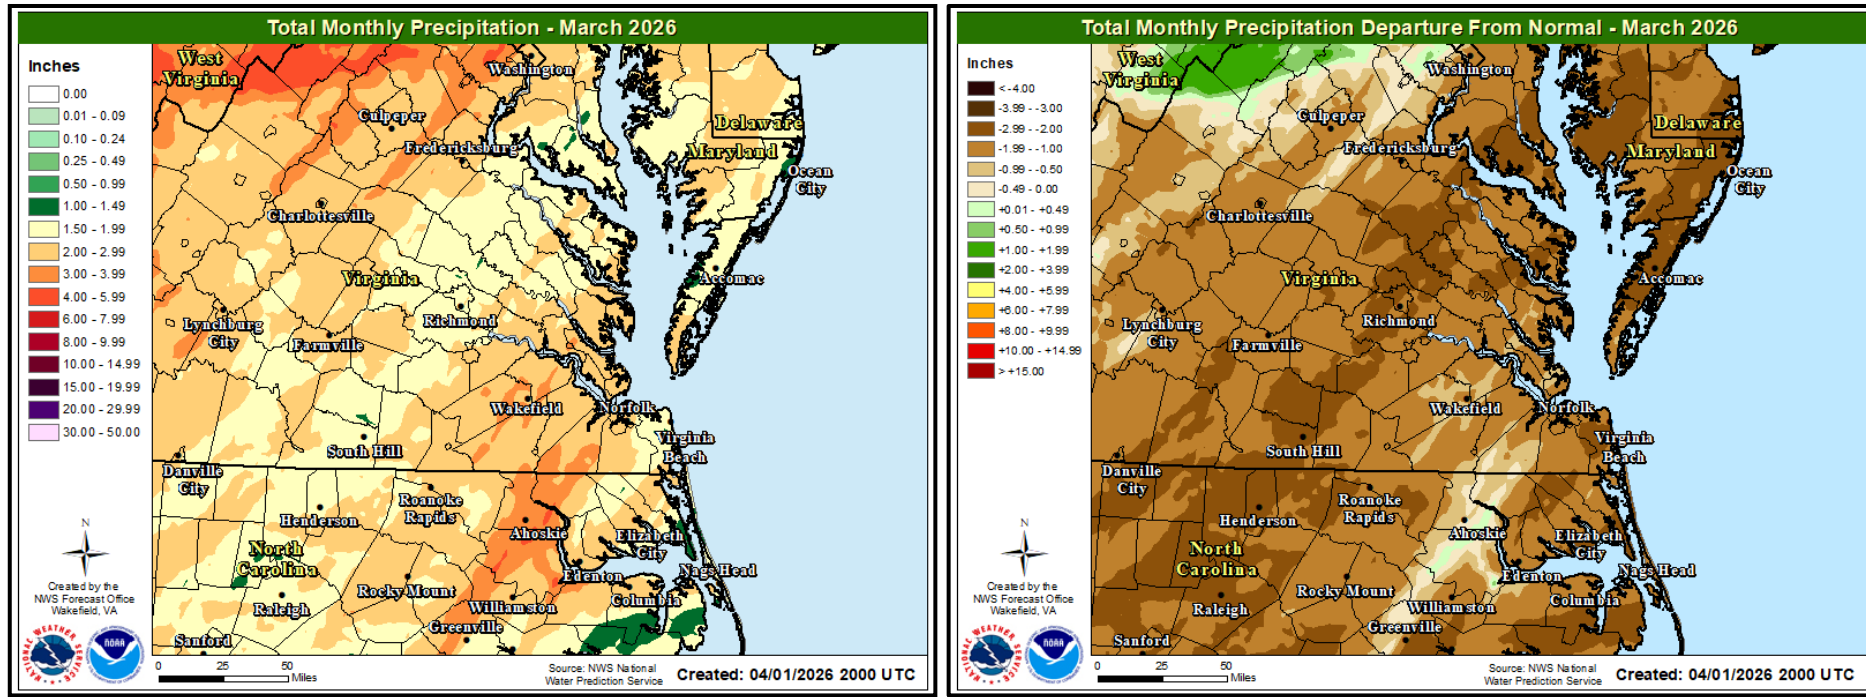 Total Monthly Precipitation - March 2026
Inches
0.00
0.01 - 0.09
0.10 - 0.24
0.25 - 0.49
0.50 - 0.99
1.00 - 1.49
1.50 - 1.99
2.00 - 2.99
3.00 - 3.99
4.00 - 5.99
6.00 - 7.99
8.00 - 9.99
10.00 - 14.99
15.00 - 19.99
20.00 - 29.99
30.00 - 50.00
West
Virginia
Washington
Culpeper
Delaware
Fredericksburg
Maryland
Ocean
City
Charlottesville
Virginia
Accomac
Lynchburg
City
Richmond
Farmville
Wakefield
Norfolk
Virginia
Beach
South Hill
Danville
City
Roanoke
Rapids
Henderson
Ahoskie
Elizabeth
City
North
Carolina
Edenton
Nags Head
Rocky Mount
Columbia
Raleigh
Williamston
Greenville
Sanford
N
Created by the
NWS Forecast Office
Wakefield, VA
NATIONAL WEATHER SERVICE
NOAA
0 25 50
Miles
Source: NWS National
Water Prediction Service
Created: 04/01/2026 2000 UTC
Total Monthly Precipitation Departure From Normal - March 2026
Inches
< -4.00
-3.99 - -3.00
-2.99 - -2.00
-1.99 - -1.00
-0.99 - -0.50
-0.49 - 0.00
+0.01 - +0.49
+0.50 - +0.99
+1.00 - +1.99
+2.00 - +3.99
+4.00 - +5.99
+6.00 - +7.99
+8.00 - +9.99
+10.00 - +14.99
> +15.00
West
Virginia
Washington
Culpeper
Delaware
Fredericksburg
Maryland
Ocean
City
Charlottesville
Virginia
Accomac
Lynchburg
City
Richmond
Farmville
Wakefield
Norfolk
Virginia
Beach
South Hill
Danville
City
Roanoke
Rapids
Henderson
Ahoskie
Elizabeth
City
North
Carolina
Edenton
Nags Head
Rocky Mount
Columbia
Raleigh
Williamston
Greenville
Sanford
N
Created by the
NWS Forecast Office
Wakefield, VA
NATIONAL WEATHER SERVICE
NOAA
0 25 50
Miles
Source: NWS National
Water Prediction Service
Created: 04/01/2026 2000 UTC